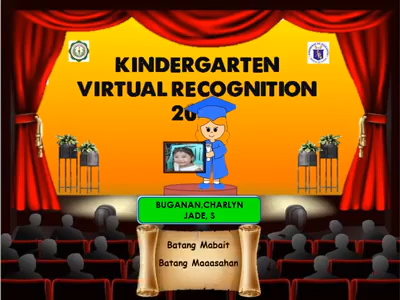 KINDERGARTEN
VIRTUAL RECOGNITION
BUGANAN,CHARLYN
JADE, S
Batang Mabait
Batang Maaasahan